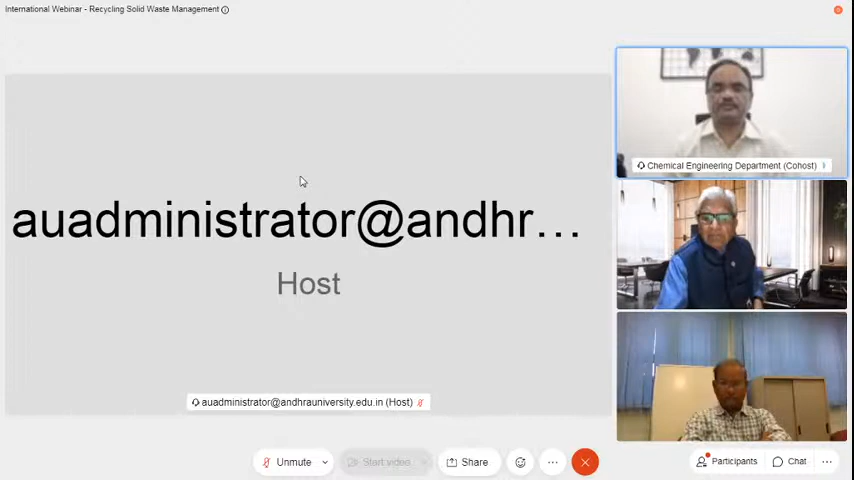 International Webinar - Recycling Solid Waste Management
auadministrator@andhr...
Host
auadministrator@andhrauniversity.edu.in (Host)
Chemical Engineering Department (Cohost)
Unmute
Start video
Share
Participants
Chat